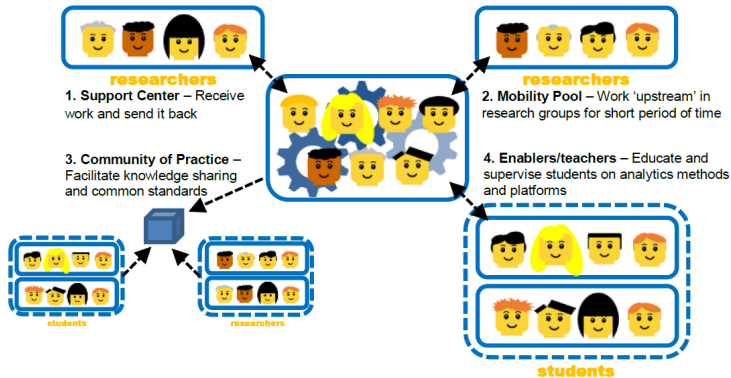 researchers
1. Support Center – Receive
work and send it back
researchers
2. Mobility Pool – Work ‘upstream’ in
research groups for short period of time
3. Community of Practice –
Facilitate knowledge sharing
and common standards
4. Enablers/teachers – Educate and
supervise students on analytics methods
and platforms
students
researchers
students